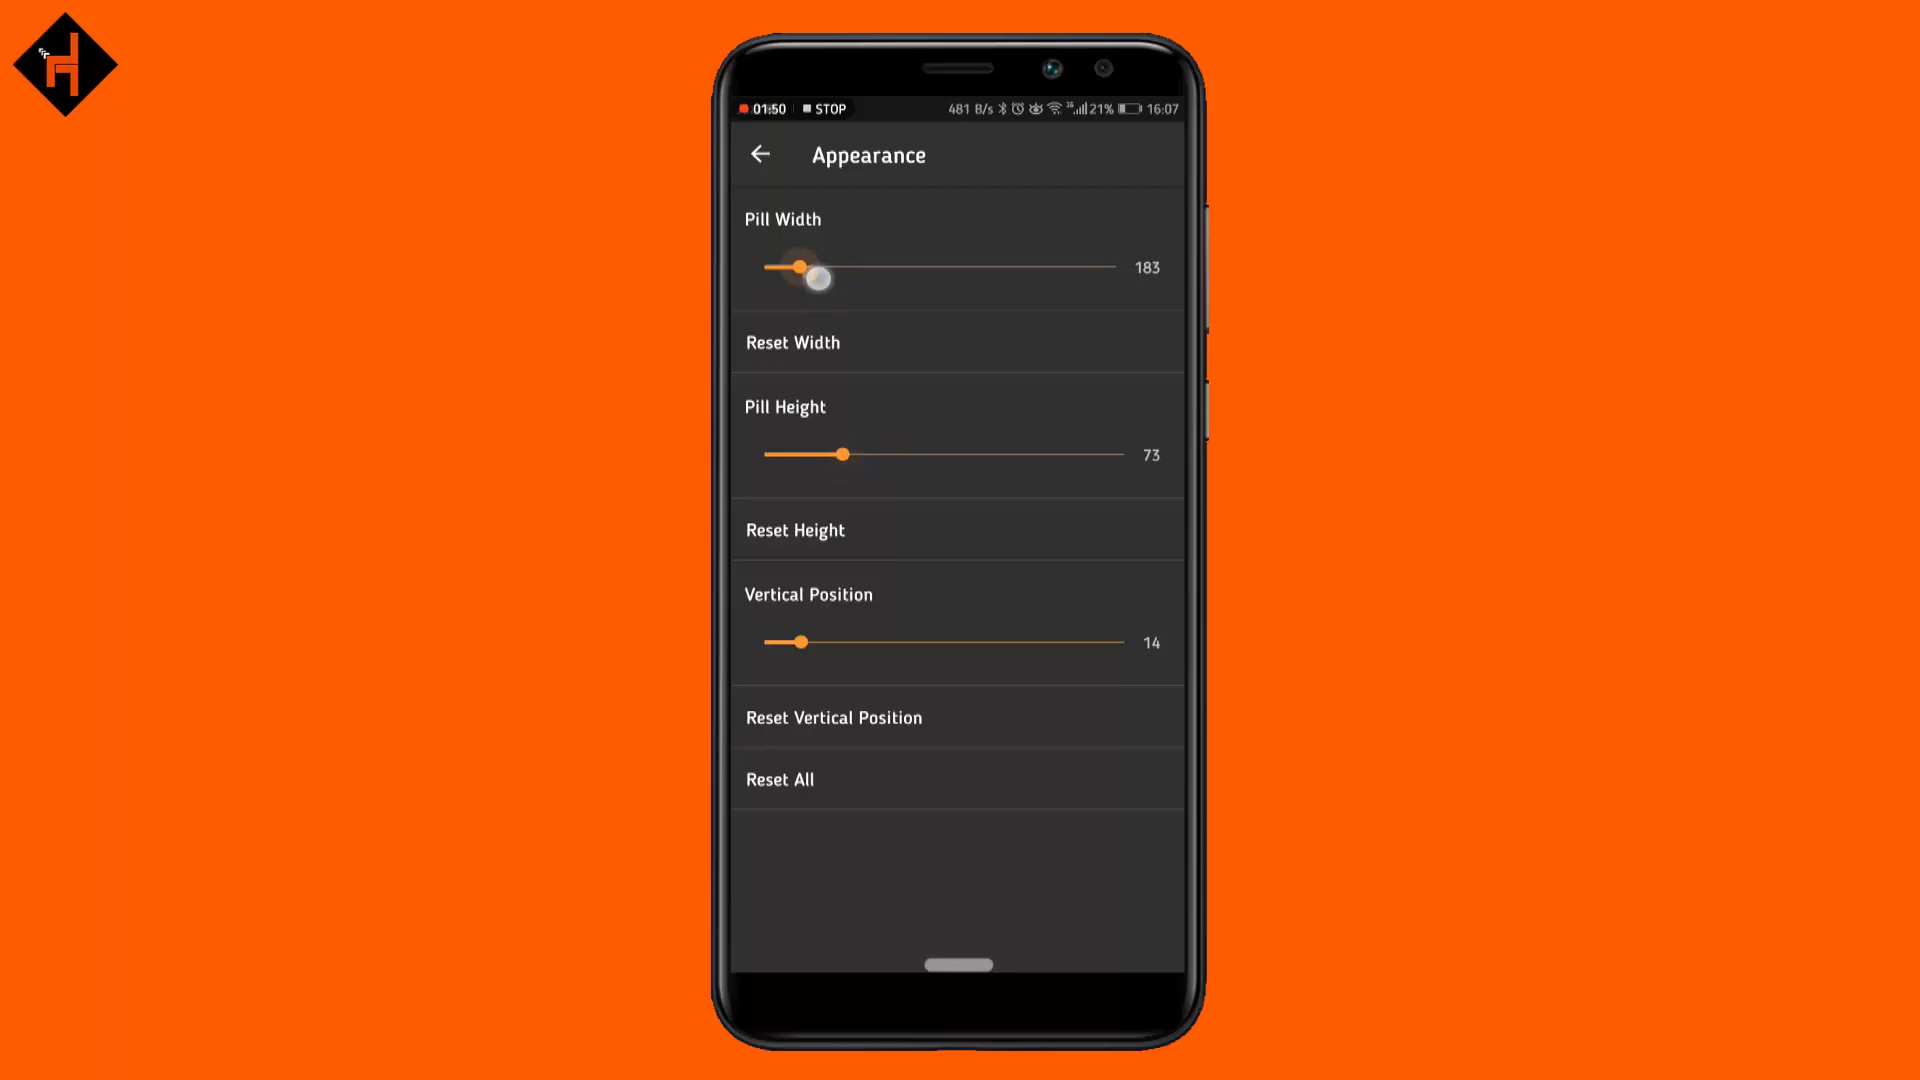 01:50 STOP 481 B/s 21% 16:07
Appearance
Pill Width
183
Reset Width
Pill Height
73
Reset Height
Vertical Position
14
Reset Vertical Position
Reset All